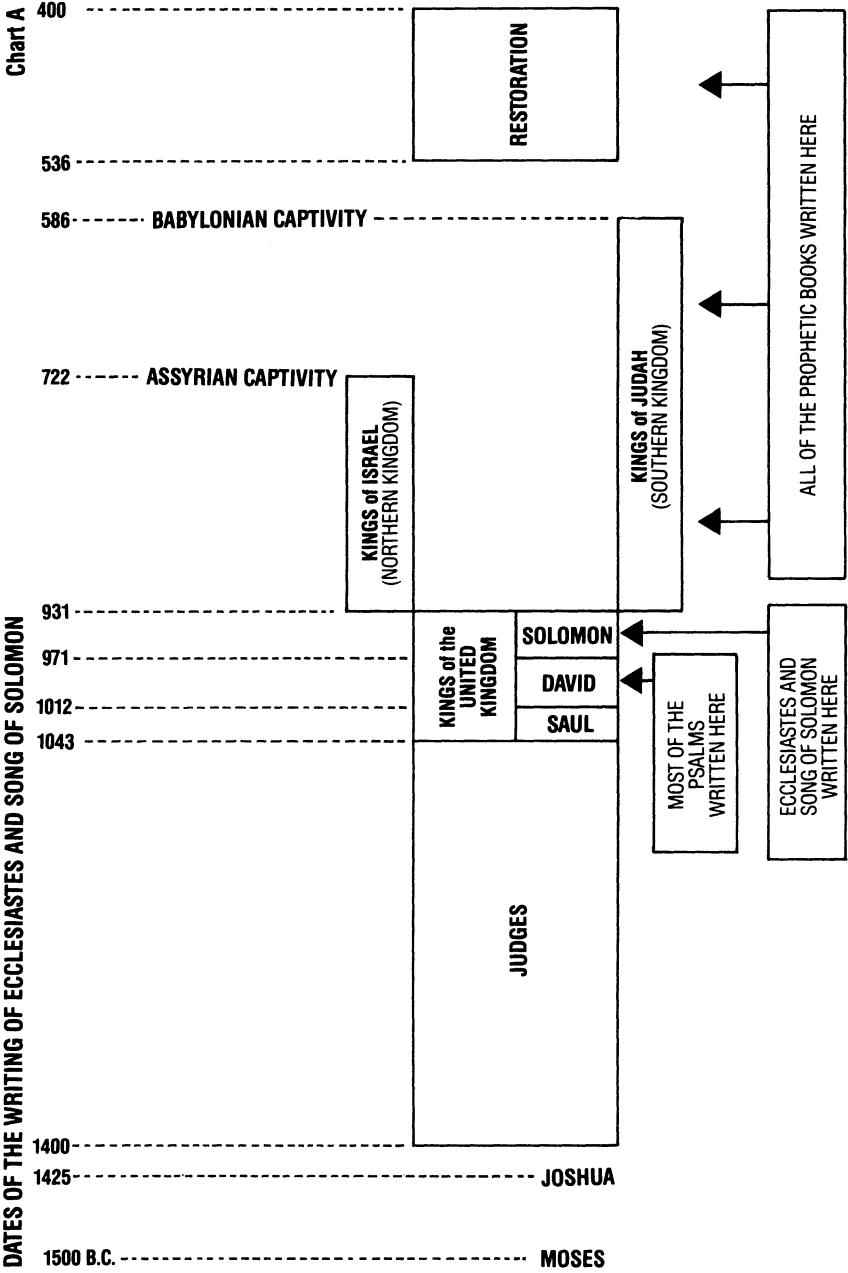 Chart A
DATES OF THE WRITING OF ECCLESIASTES AND SONG OF SOLOMON
400
RESTORATION
536
586
BABYLONIAN CAPTIVITY
722
ASSYRIAN CAPTIVITY
KINGS of ISRAEL
(NORTHERN KINGDOM)
KINGS of JUDAH
(SOUTHERN KINGDOM)
ALL OF THE PROPHETIC BOOKS WRITTEN HERE
931
KINGS of the
UNITED
KINGDOM
SOLOMON
971
DAVID
1012
SAUL
1043
MOST OF THE
PSALMS
WRITTEN HERE
ECCLESIASTES AND
SONG OF SOLOMON
WRITTEN HERE
JUDGES
1400
1425
JOSHUA
1500 B.C.
MOSES